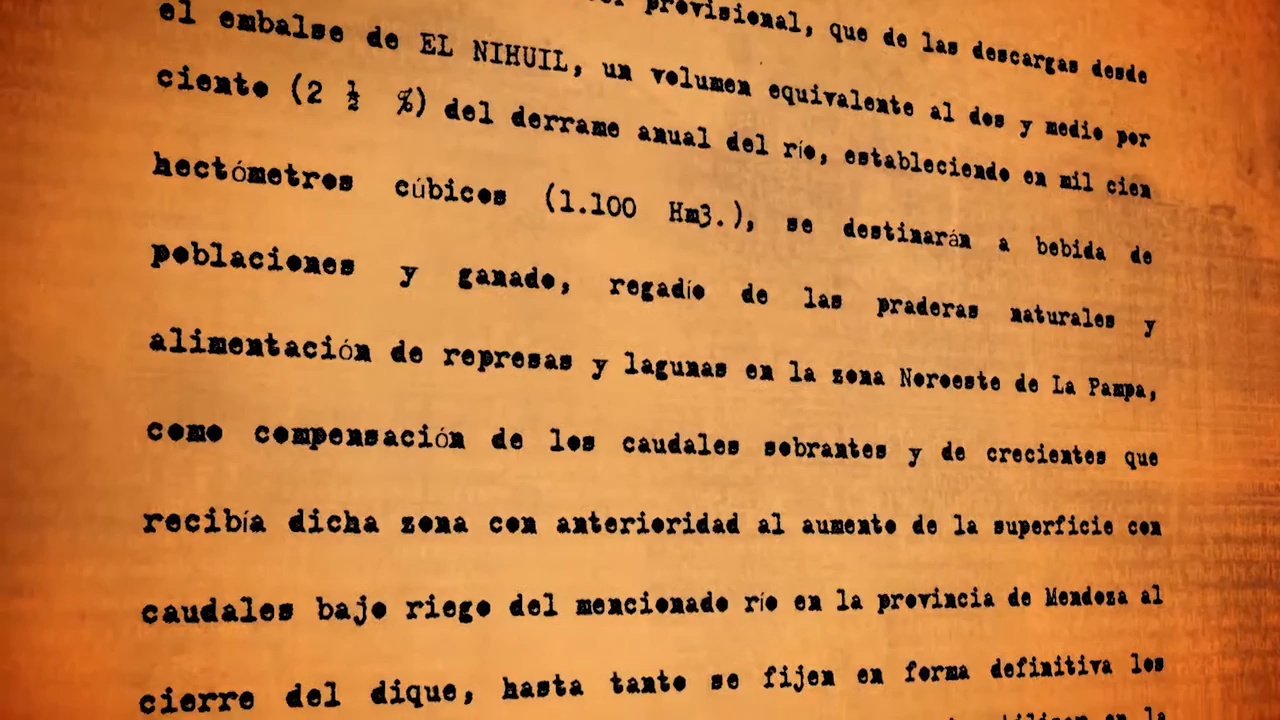 provisional, que de las descargas desde
el embalse de EL NIHUIL, un volumen equivalente al dos y medio por
ciento (2 ½ %) del derrame anual del río, estableciendo en mil cien
hectómetros cúbicos (1.100 Hm3.), se destinarán a bebida de
poblaciones y ganado, regadío de las praderas naturales y
alimentación de represas y lagunas en la zona Noroeste de La Pampa,
como compensación de los caudales sobrantes y de crecientes que
recibía dicha zona con anterioridad al aumento de la superficie con
caudales bajo riego del mencionado río en la provincia de Mendoza al
cierre del dique, hasta tanto se fijen en forma definitiva los
en la